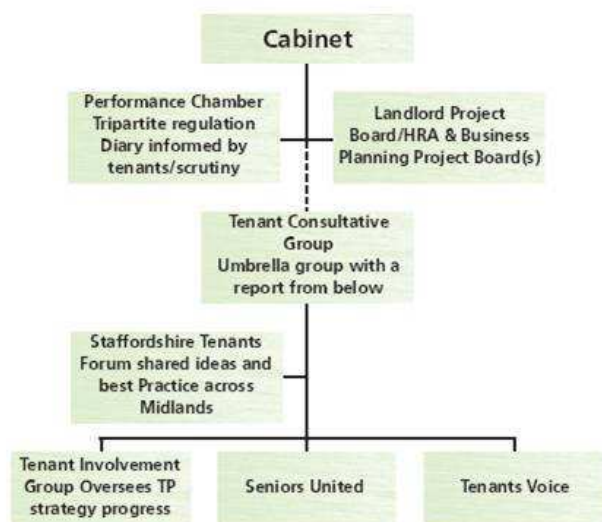 Cabinet
Performance Chamber
Tripartite regulation
Diary informed by
tenants/scrutiny
Landlord Project
Board/HRA & Business
Planning Project Board(s)
Tenant Consultative
Group
Umbrella group with a
report from below
Staffordshire Tenants
Forum shared ideas and
best Practice across
Midlands
Tenant Involvement
Group Oversees TP
strategy progress
Seniors United
Tenants Voice